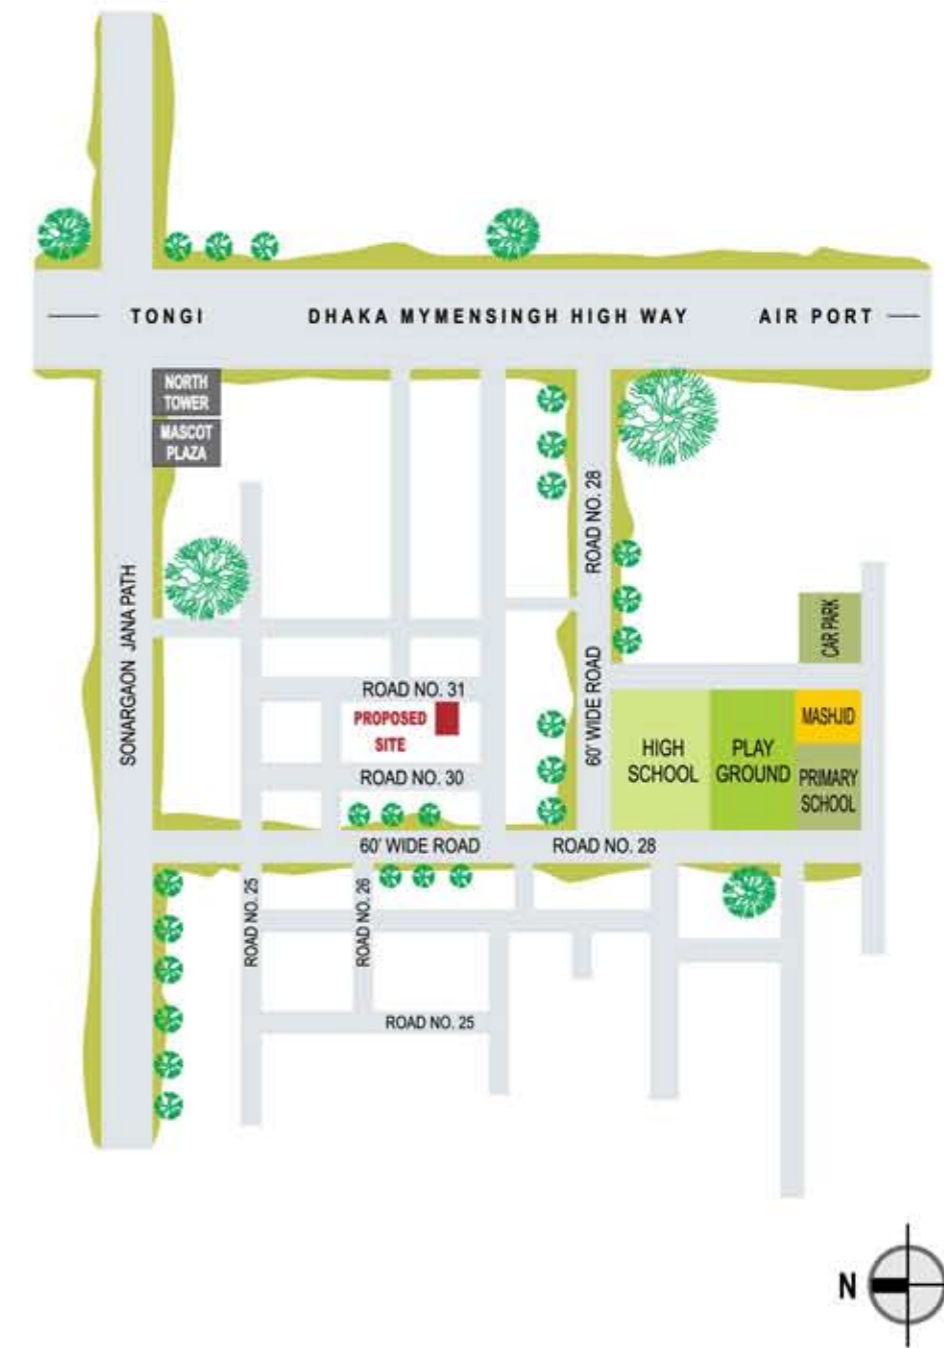 TONGI
DHAKA MYMENSINGH HIGH WAY
AIR PORT
NORTH
TOWER
MASCOT
PLAZA
ROAD NO. 28
SONARGAON JANA PATH
CAR PARK
60' WIDE ROAD
ROAD NO. 31
PROPOSED
SITE
MASHJID
HIGH
SCHOOL
PLAY
GROUND
PRIMARY
SCHOOL
ROAD NO. 30
60' WIDE ROAD
ROAD NO. 28
ROAD NO. 25
ROAD NO. 26
ROAD NO. 25
N